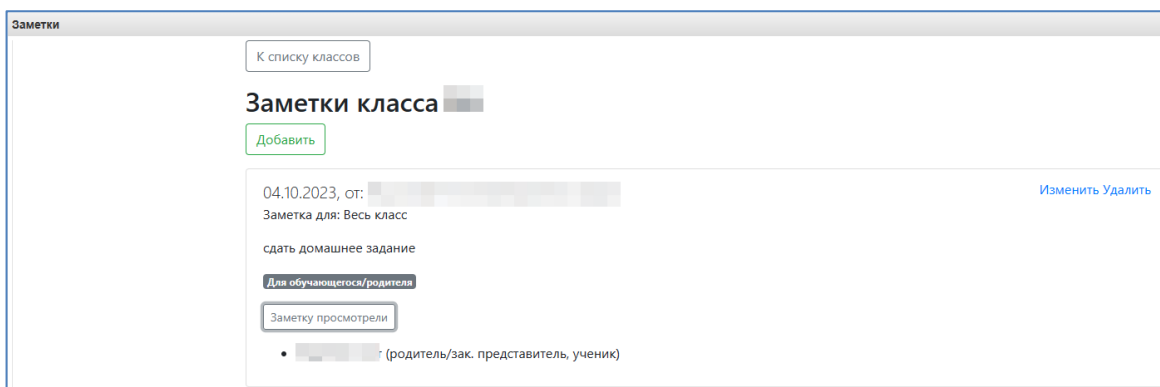 Заметки
К списку классов
Заметки класса
Добавить
04.10.2023, от:
Изменить Удалить
Заметка для: Весь класс
сдать домашнее задание
Для обучающегося/родителя
Заметку просмотрели
(родитель/зак. представитель, ученик)